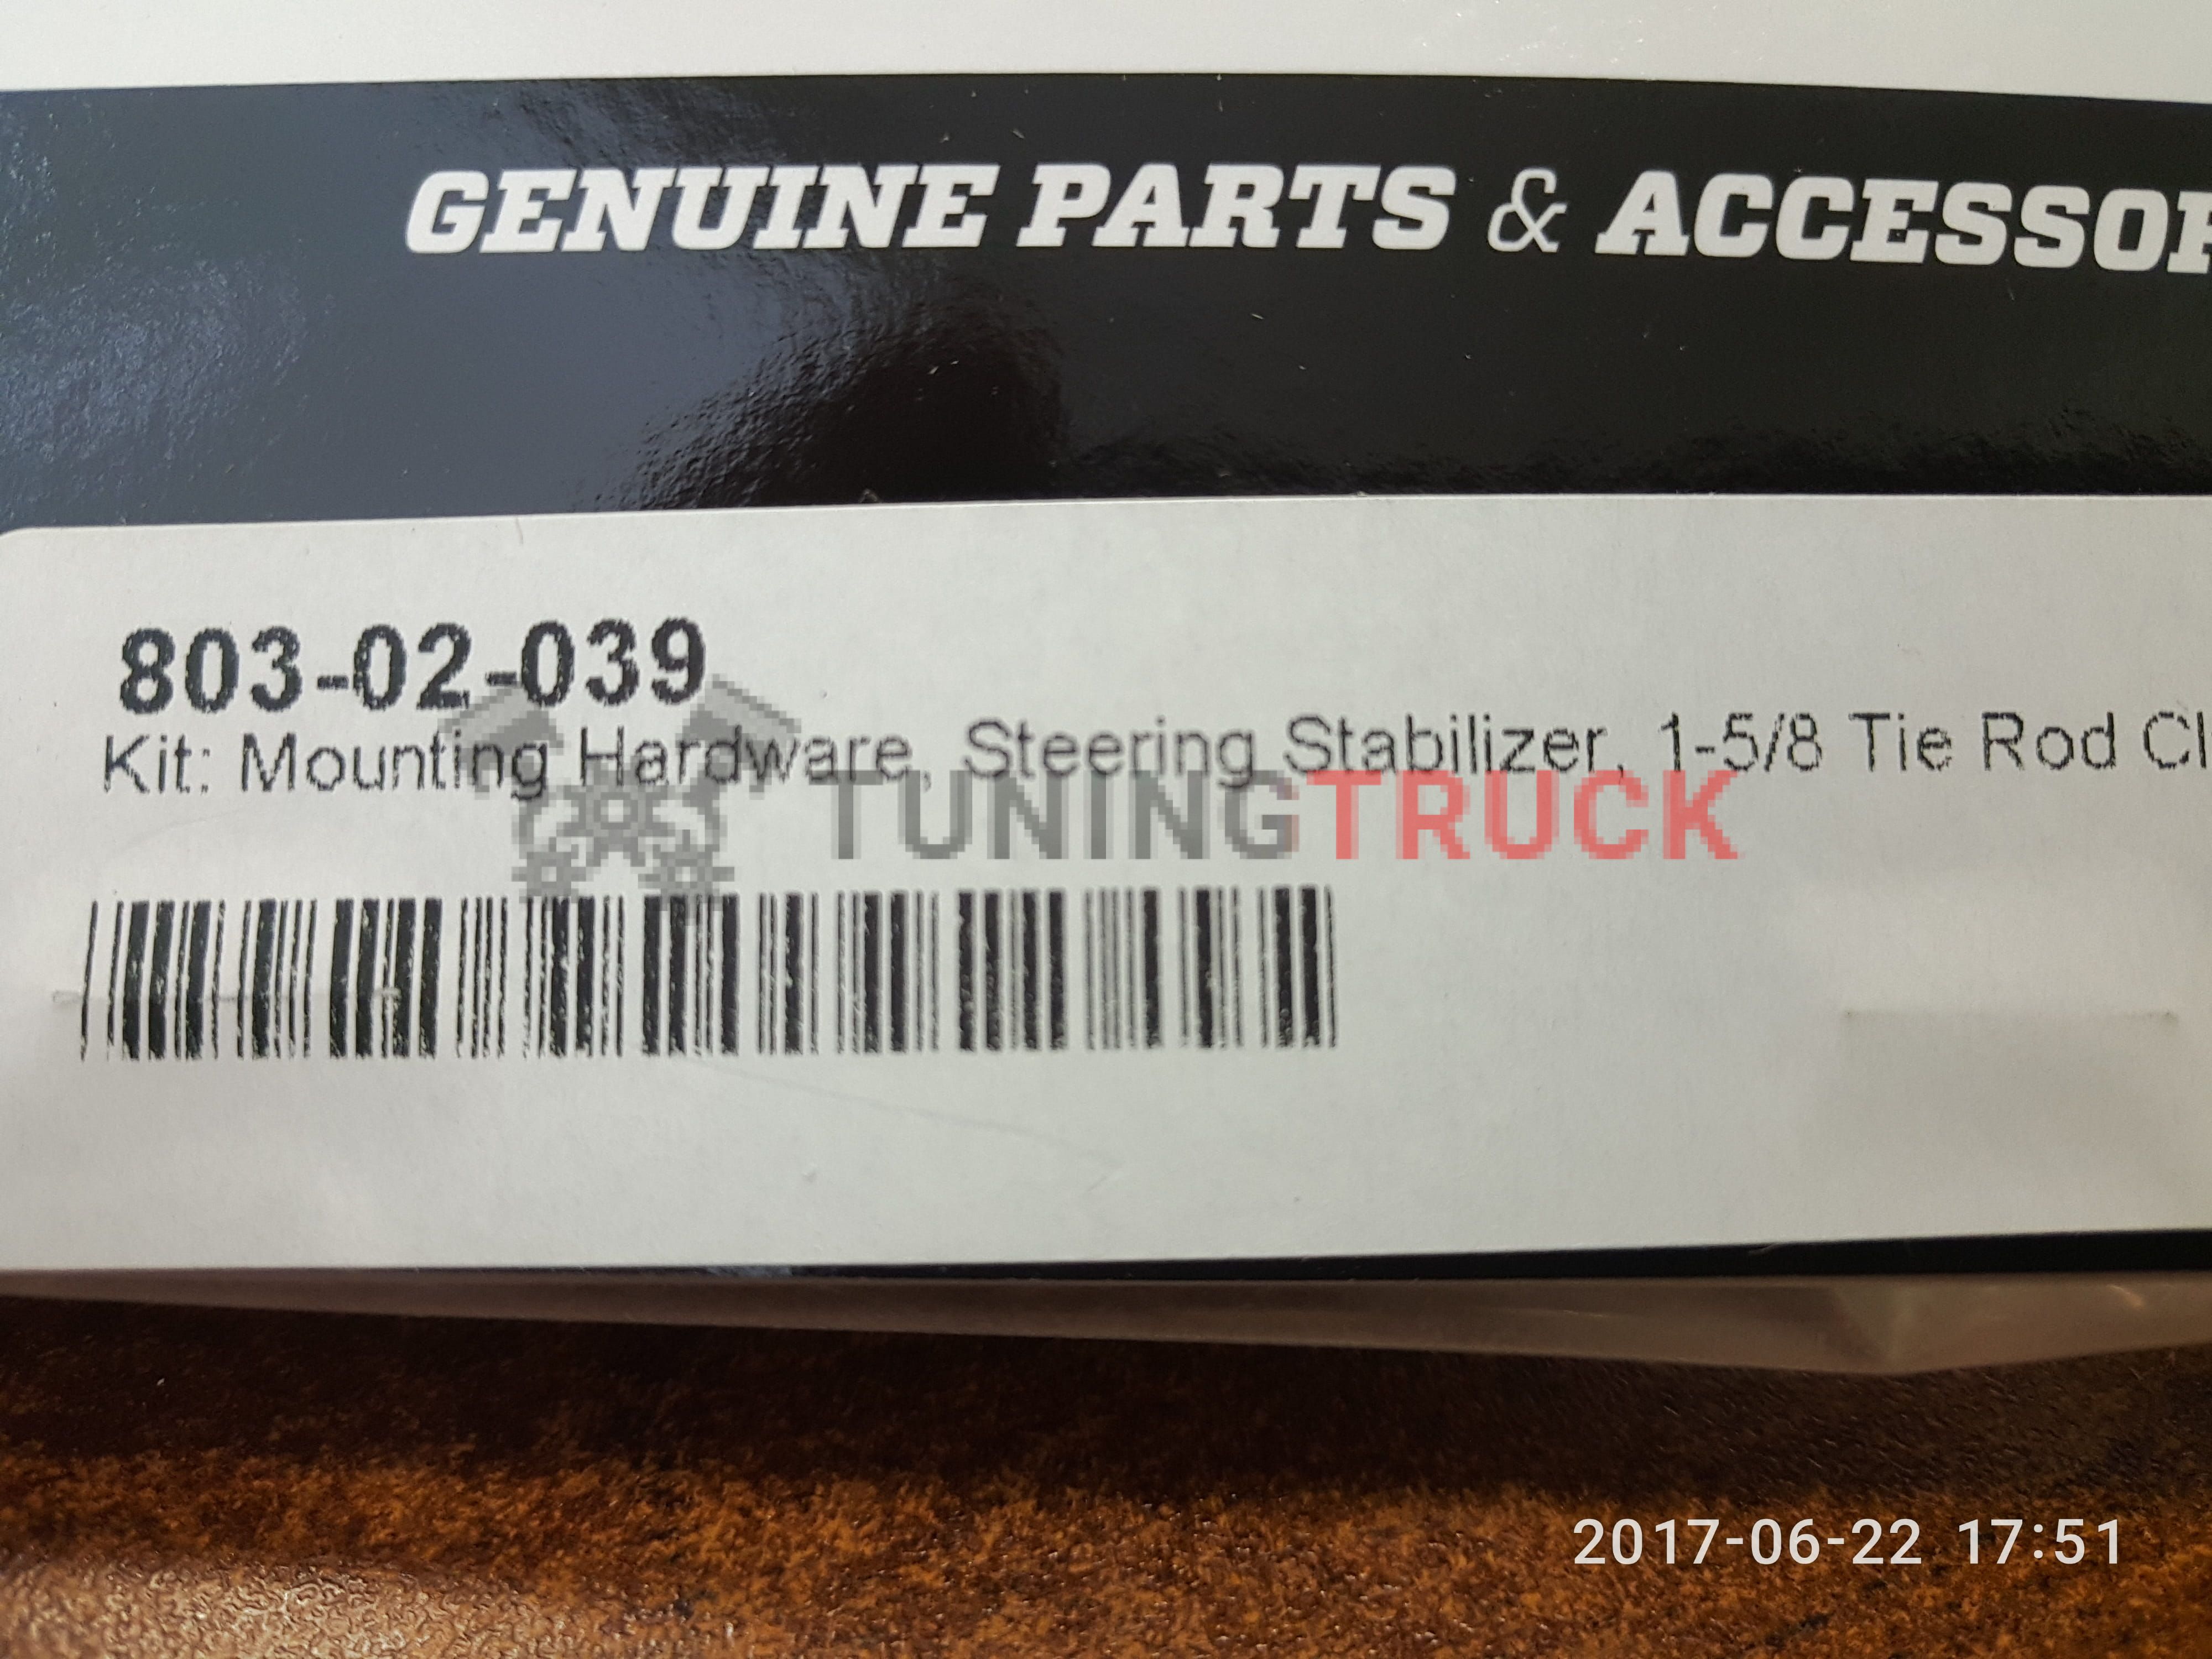 GENUINE PARTS & ACCESSOR
803-02-039
Kit: Mounting Hardware, Steering Stabilizer, 1-5/8 Tie Rod Cl
TUNINGTRUCK
2017-06-22 17:51